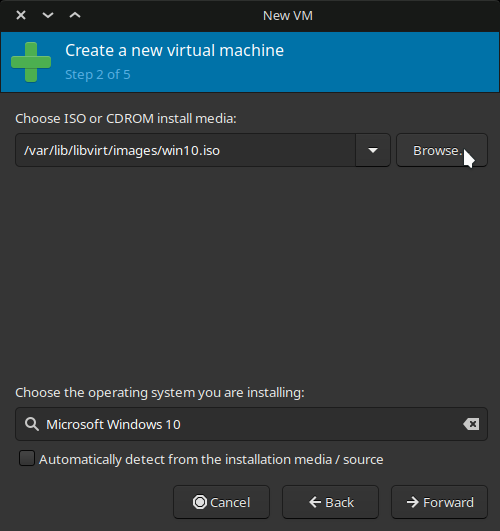 New VM
Create a new virtual machine
Step 2 of 5
Choose ISO or CDROM install media:
/var/lib/libvirt/images/win10.iso
Browse...
Choose the operating system you are installing:
Microsoft Windows 10
Automatically detect from the installation media / source
Cancel
Back
Forward